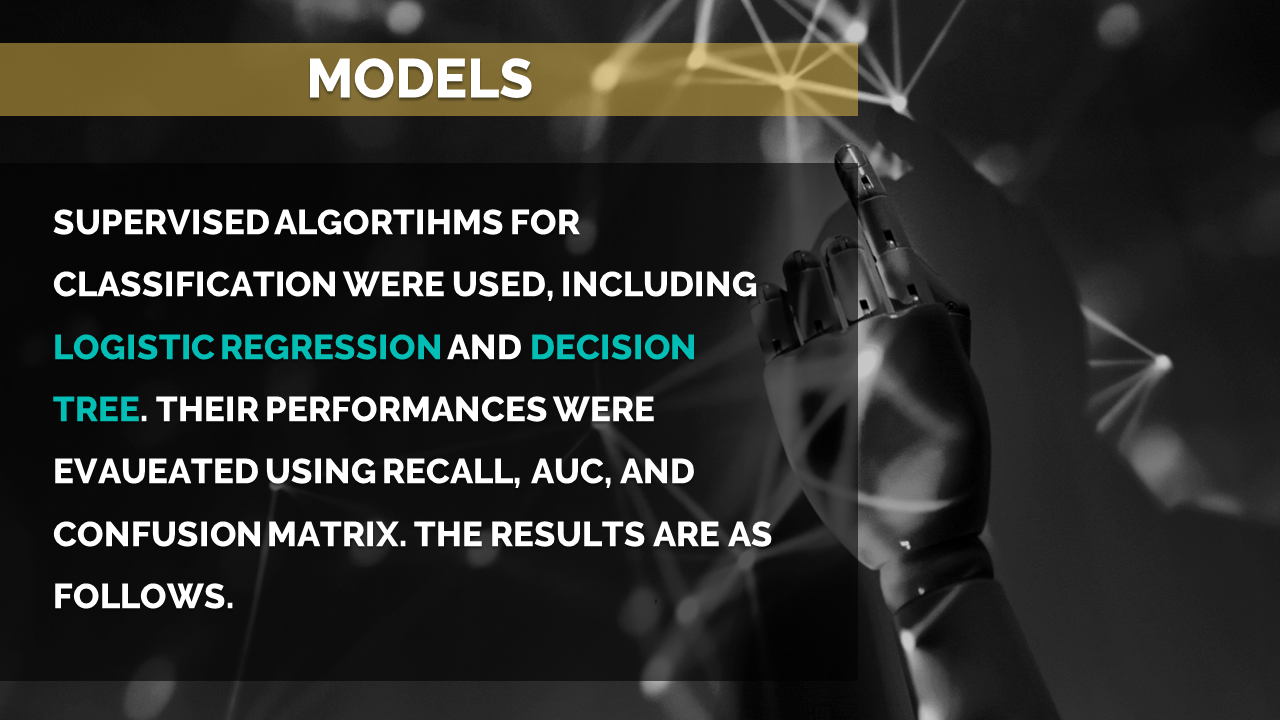 MODELS
SUPERVISED ALGORTIHMS FOR
CLASSIFICATION WERE USED, INCLUDING
LOGISTIC REGRESSION AND DECISION
TREE. THEIR PERFORMANCES WERE
EVAUEATED USING RECALL, AUC, AND
CONFUSION MATRIX. THE RESULTS ARE AS
FOLLOWS.